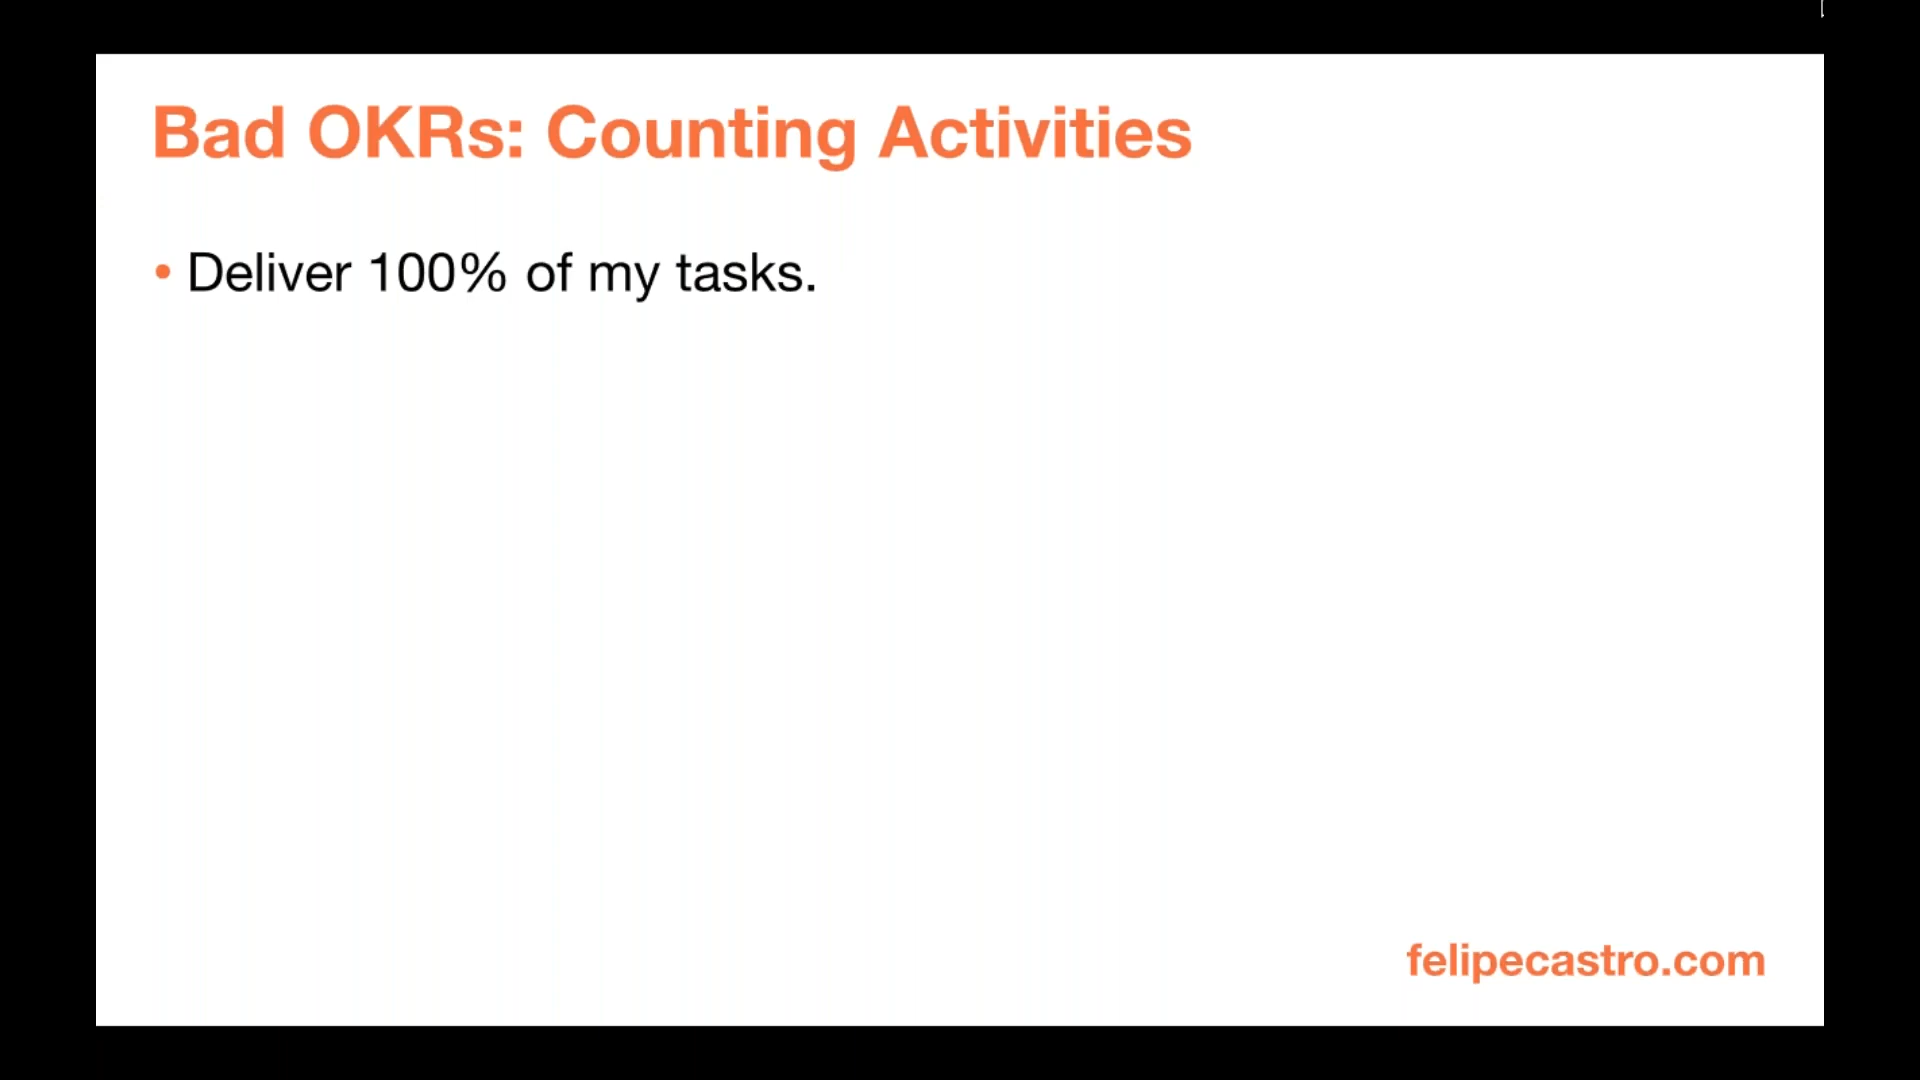 Bad OKRs: Counting Activities
• Deliver 100% of my tasks.
felipecastro.com